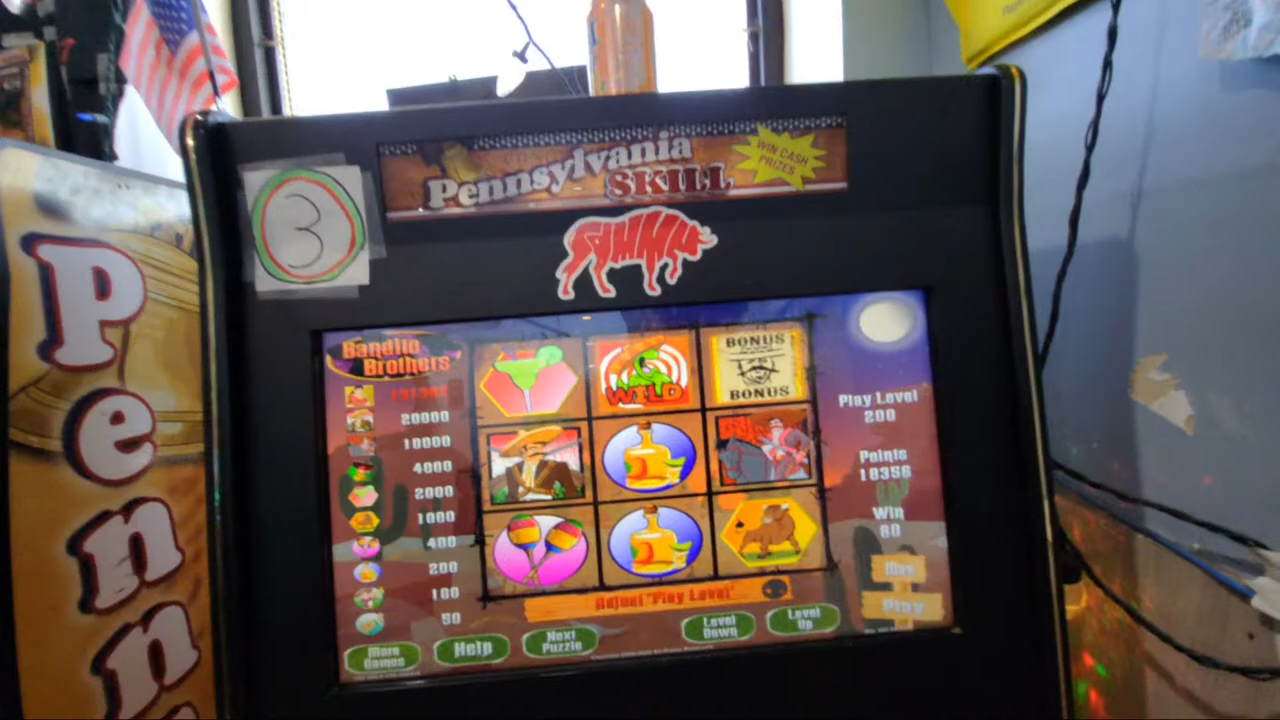 Pennsylvania
SKILL
WIN CASH
PRIZES
3
Penn
Bandito
Brothers
20000
10000
4000
2000
1000
400
200
100
50
WILD
BONUS
BONUS
Play Level
200
Points
18356
Win
80
Max
Play
Adjust "Play Level"
More
Games
Help
Next
Puzzle
Level
Down
Level
Up